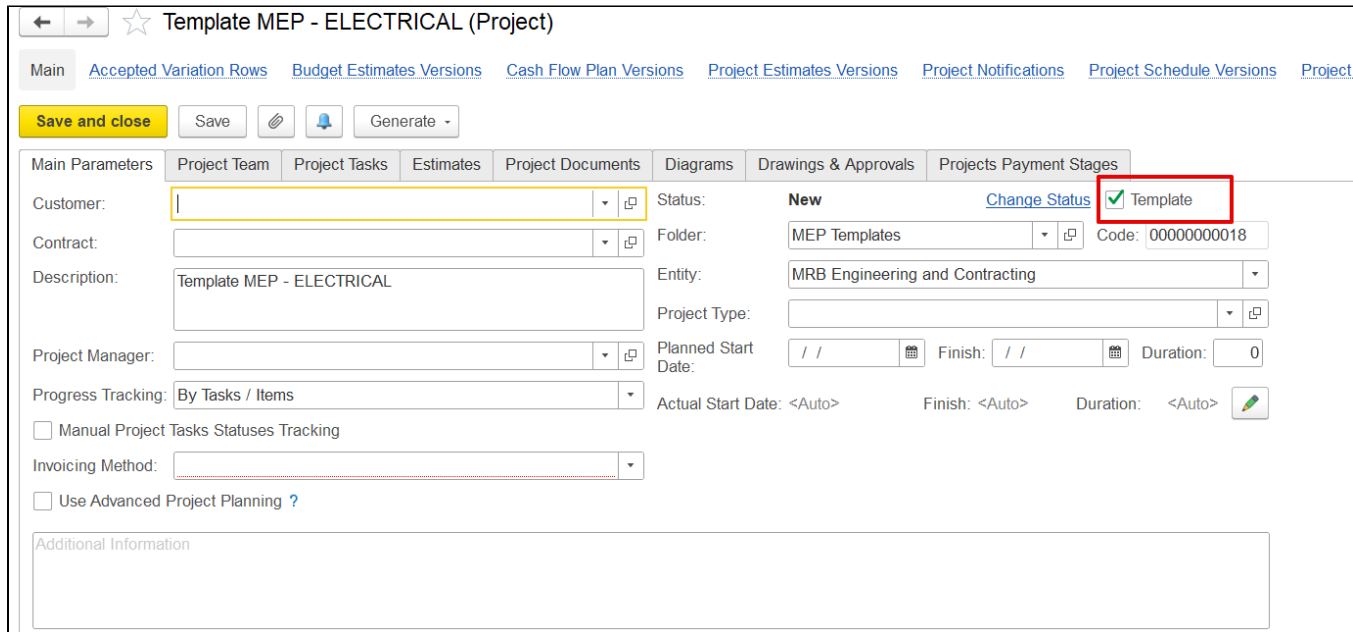 Template MEP - ELECTRICAL (Project)
Main Accepted Variation Rows Budget Estimates Versions Cash Flow Plan Versions Project Estimates Versions Project Notifications Project Schedule Versions Project
Save and close Save Generate
Main Parameters Project Team Project Tasks Estimates Project Documents Diagrams Drawings & Approvals Projects Payment Stages
Customer: Status: New Change Status Template
Contract: Folder: MEP Templates Code: 00000000018
Description: Template MEP - ELECTRICAL Entity: MRB Engineering and Contracting
Project Type:
Project Manager: Planned Start Date: / / Finish: / / Duration: 0
Progress Tracking: By Tasks / Items Actual Start Date: <Auto> Finish: <Auto> Duration: <Auto>
Manual Project Tasks Statuses Tracking
Invoicing Method:
Use Advanced Project Planning ?
Additional Information